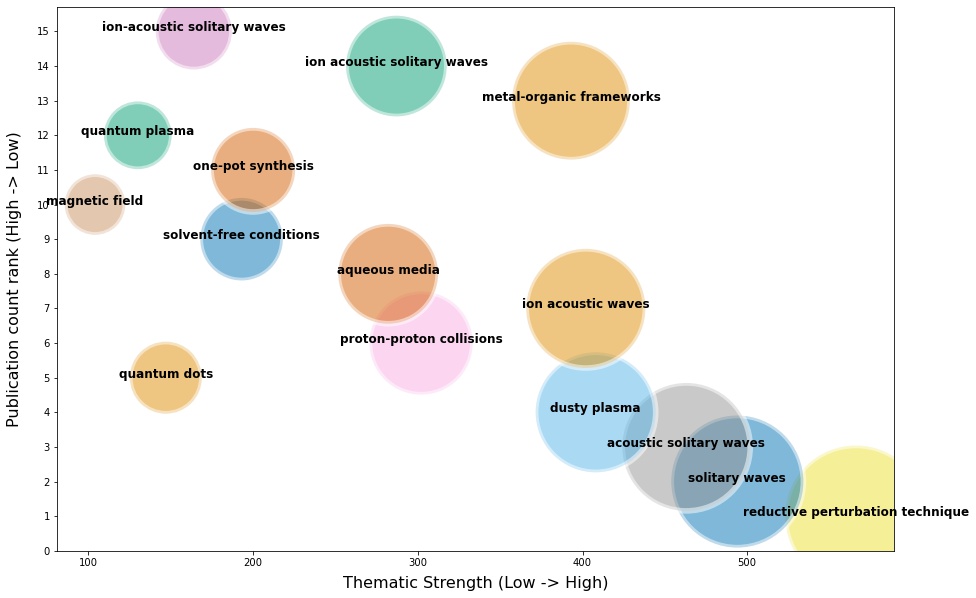 Publication count rank (High -> Low)
15
14
13
12
11
10
9
8
7
6
5
4
3
2
1
0
ion-acoustic solitary waves
ion acoustic solitary waves
metal-organic frameworks
quantum plasma
one-pot synthesis
magnetic field
solvent-free conditions
aqueous media
ion acoustic waves
proton-proton collisions
quantum dots
dusty plasma
acoustic solitary waves
solitary waves
reductive perturbation technique
100 200 300 400 500
Thematic Strength (Low -> High)